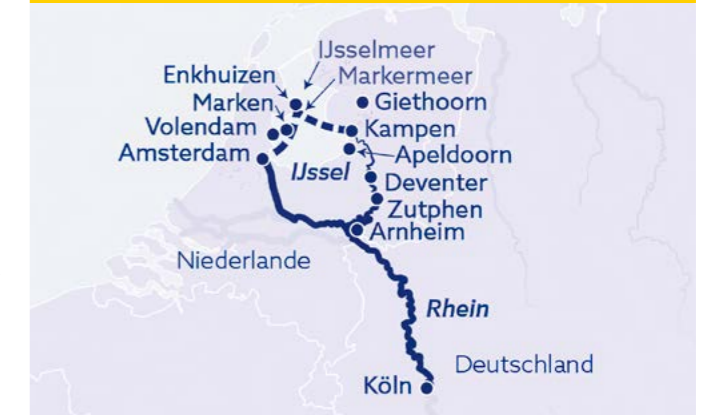 IJsselmeer
Enkhuizen
Markermeer
Marken
Giethoorn
Volendam
Kampen
Amsterdam
Apeldoorn
IJssel
Deventer
Zutphen
Arnheim
Niederlande
Rhein
Deutschland
Köln